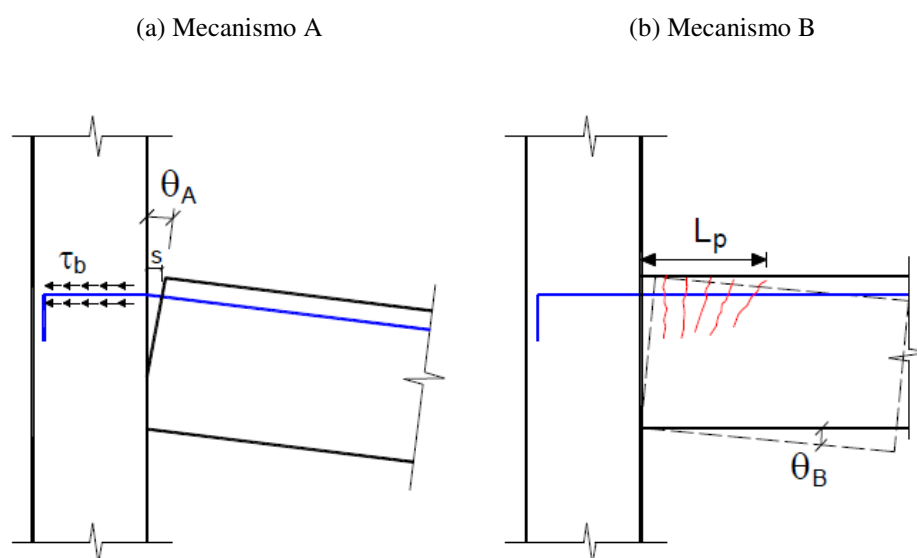 (a) Mecanismo A
(b) Mecanismo B
θA
s
τb
Lp
θB